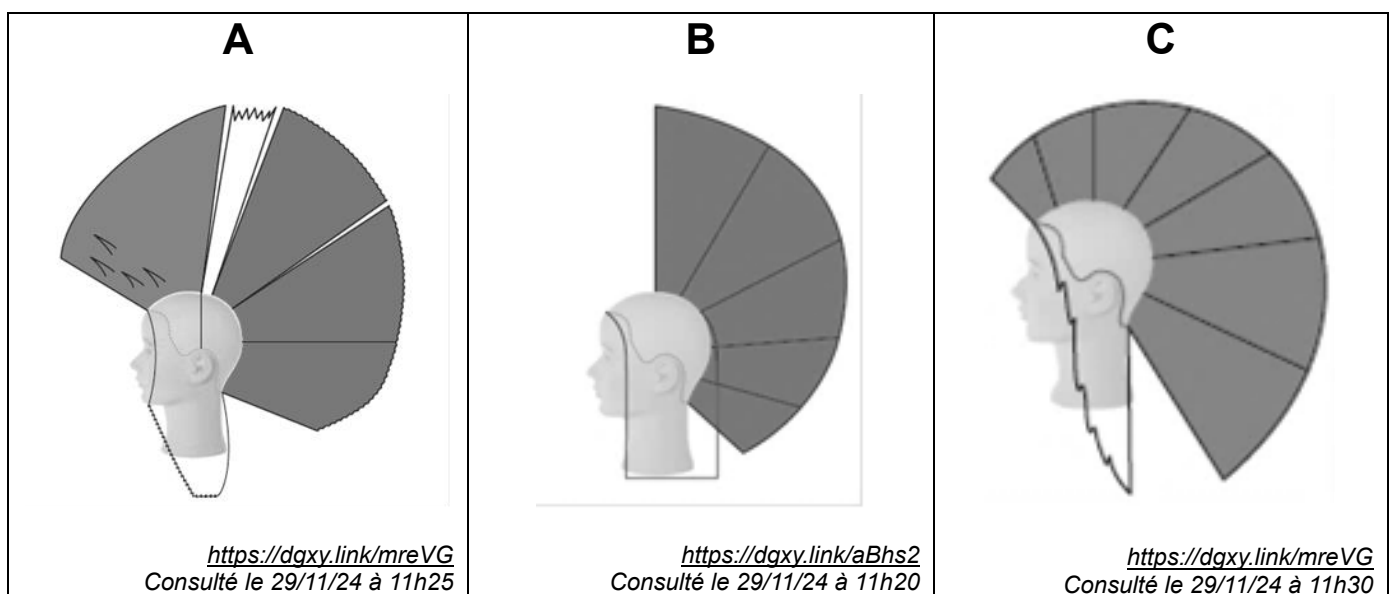 A
B
C
https://dgxy.link/mreVG
Consulté le 29/11/24 à 11h25
https://dgxy.link/aBhs2
Consulté le 29/11/24 à 11h20
https://dgxy.link/mreVG
Consulté le 29/11/24 à 11h30